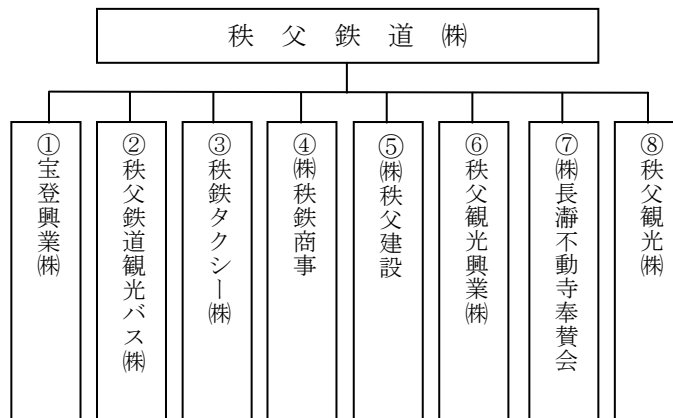 秩父鉄道㈱
①宝登興業㈱
②秩父鉄道観光バス㈱
③秩鉄タクシー㈱
④㈱秩鉄商事
⑤㈱秩父建設
⑥秩父観光興業㈱
⑦㈱長瀞不動寺奉賛会
⑧秩父観光㈱